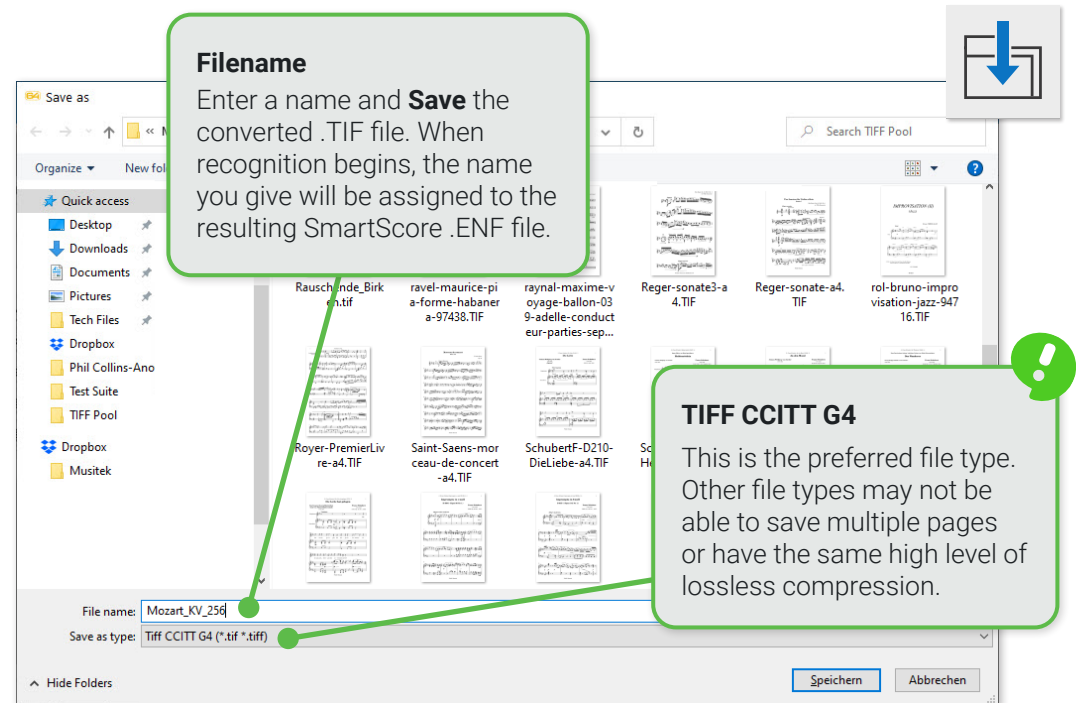 Filename
Enter a name and Save the
converted .TIF file. When
recognition begins, the name
you give will be assigned to the
resulting SmartScore .ENF file.
64 Save as
« M
Search TIFF Pool
Organize
New fol
Quick access
Desktop
Downloads
Documents
Pictures
Tech Files
Dropbox
Phil Collins-Ano
Test Suite
TIFF Pool
Dropbox
Musitek
IMPROVISATION JAZZ
Rauschende_Birk
en.tif
ravel-maurice-pi
a-forme-habaner
a-97438.TIF
raynal-maxime-v
oyage-ballon-03
9-adelle-conduct
eur-parties-sep...
Reger-sonate3-a
4.TIF
Reger-sonate-a4.
TIF
rol-bruno-impro
visation-jazz-947
16.TIF
Royer-PremierLiv
re-a4.TIF
Saint-Saens-mor
ceau-de-concert
-a4.TIF
SchubertF-D210-
DieLiebe-a4.TIF
TIFF CCITT G4
This is the preferred file type.
Other file types may not be
able to save multiple pages
or have the same high level of
lossless compression.
File name: Mozart_KV_256
Save as type: Tiff CCITT G4 (*.tif *.tiff)
Hide Folders
Speichern
Abbrechen